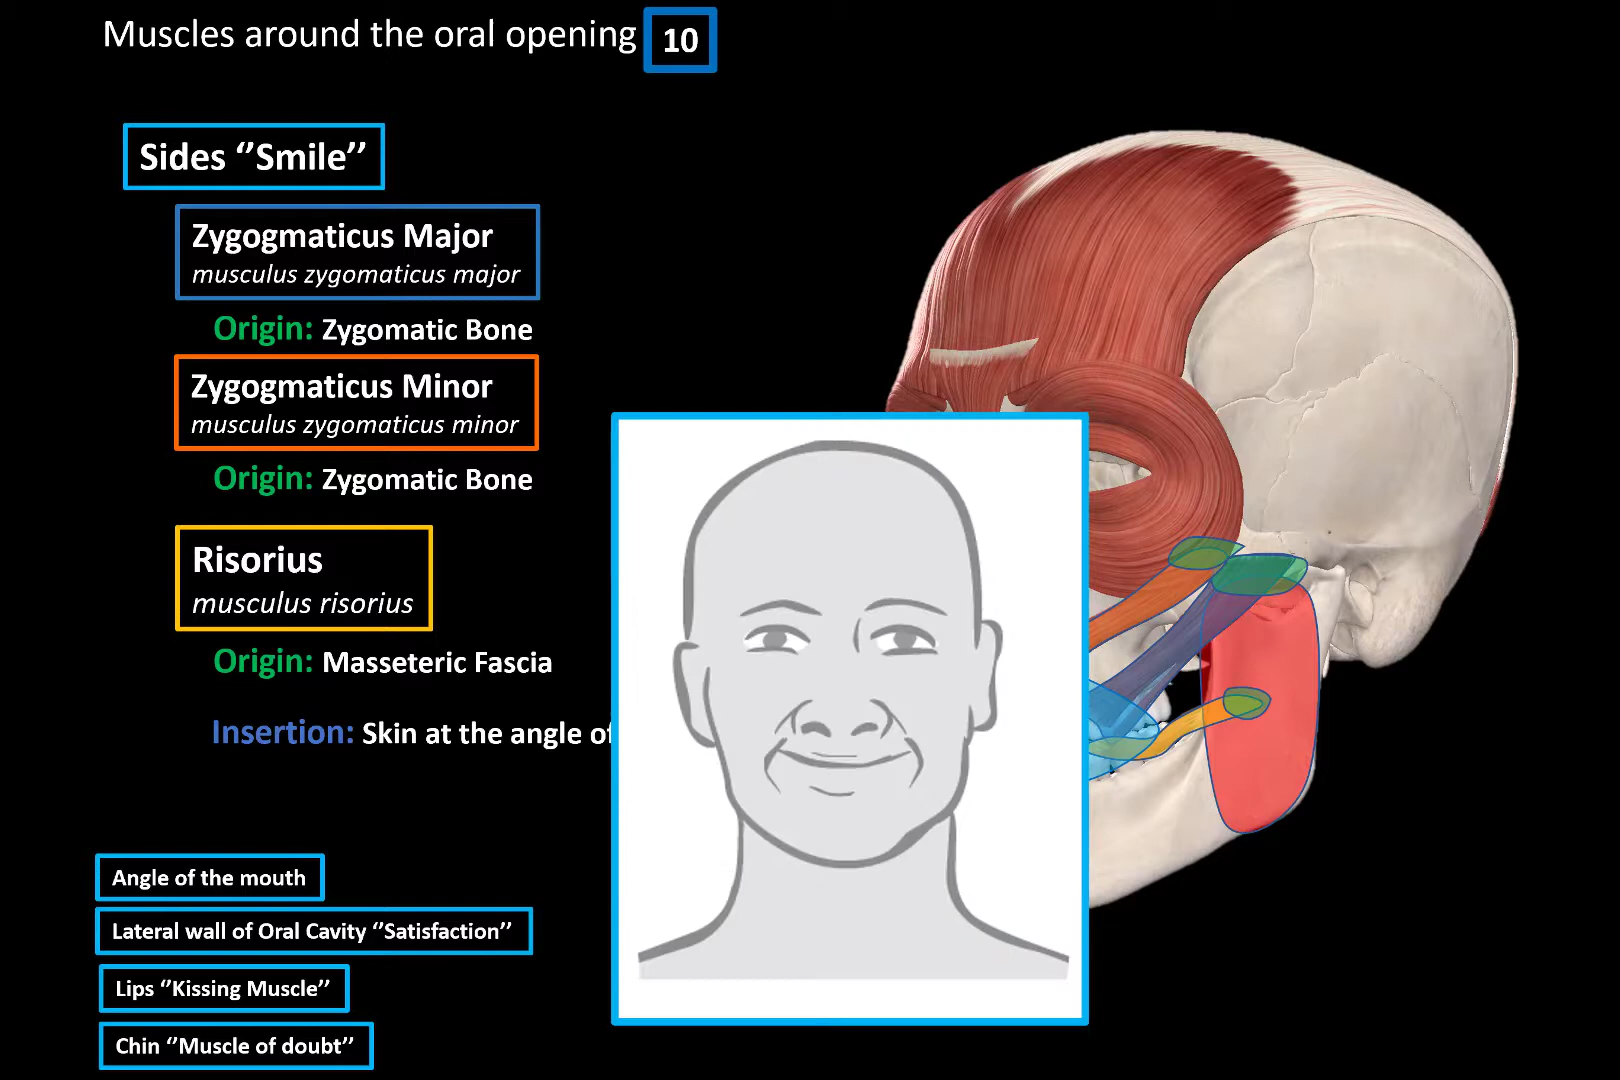 Muscles around the oral opening 10
Sides ‘’Smile’’
Zygogmaticus Major
musculus zygomaticus major
Origin: Zygomatic Bone
Zygogmaticus Minor
musculus zygomaticus minor
Origin: Zygomatic Bone
Risorius
musculus risorius
Origin: Masseteric Fascia
Insertion: Skin at the angle of
Angle of the mouth
Lateral wall of Oral Cavity ‘’Satisfaction’’
Lips ‘’Kissing Muscle’’
Chin ‘’Muscle of doubt’’